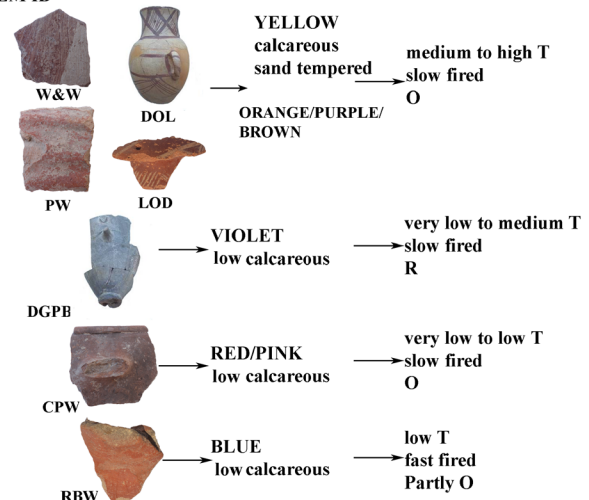 W&W
DOL
YELLOW
calcareous
sand tempered
ORANGE/PURPLE/
BROWN
medium to high T
slow fired
O
PW
LOD
DGPB
VIOLET
low calcareous
very low to medium T
slow fired
R
CPW
RED/PINK
low calcareous
very low to low T
slow fired
O
RBW
BLUE
low calcareous
low T
fast fired
Partly O